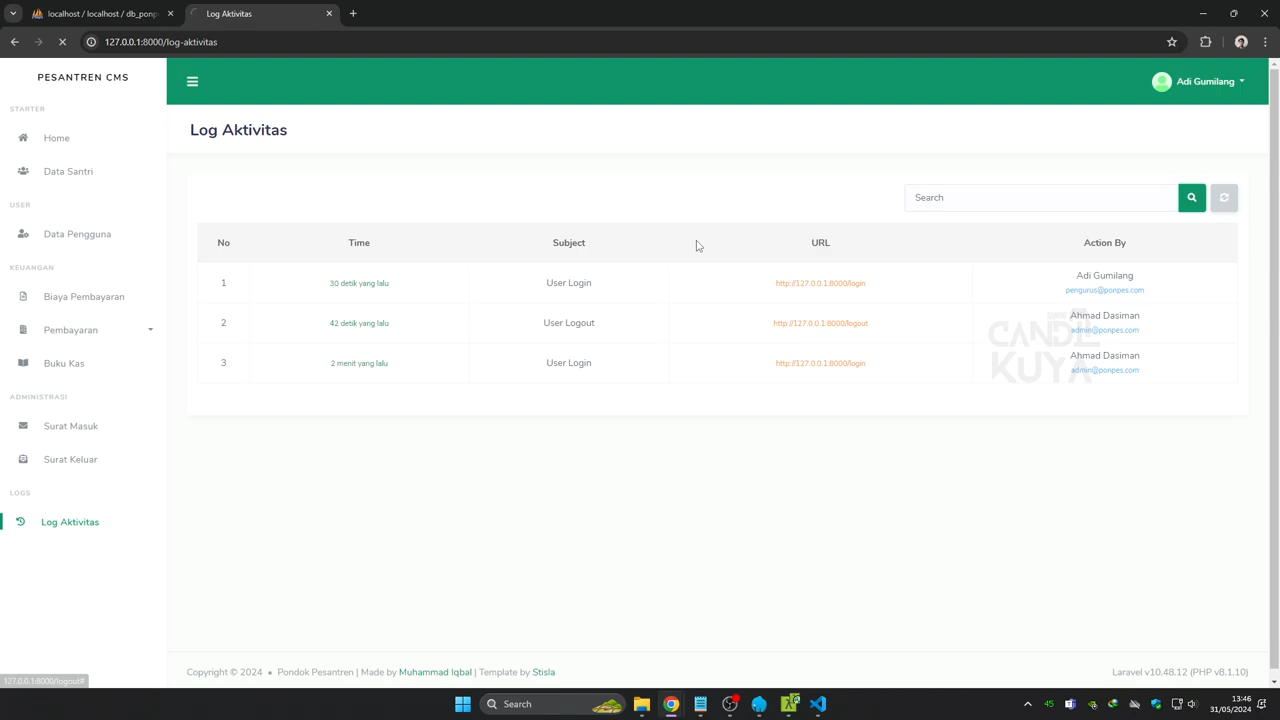 localhost / localhost / db_ponp
Log Aktivitas
127.0.0.1:8000/log-aktivitas
PESANTREN CMS
Adi Gumilang
STARTER
Log Aktivitas
Home
Data Santri
Search
USER
Data Pengguna
No Time Subject URL Action By
KEUANGAN
1 30 detik yang lalu User Login http://127.0.0.1:8000/login Adi Gumilang
pengurus@ponpes.com
Biaya Pembayaran
2 42 detik yang lalu User Logout http://127.0.0.1:8000/logout Ahmad Dasiman
admin@ponpes.com
Pembayaran
3 2 menit yang lalu User Login http://127.0.0.1:8000/login Ahmad Dasiman
admin@ponpes.com
CANDIL
KUYA
Buku Kas
ADMINISTRASI
Surat Masuk
Surat Keluar
LOGS
Log Aktivitas
Copyright © 2024 • Pondok Pesantren | Made by Muhammad Iqbal | Template by Stisla
Laravel v10.48.12 (PHP v8.1.10)
127.0.0.1:8000/logout#
Search
45
13:46
31/05/2024